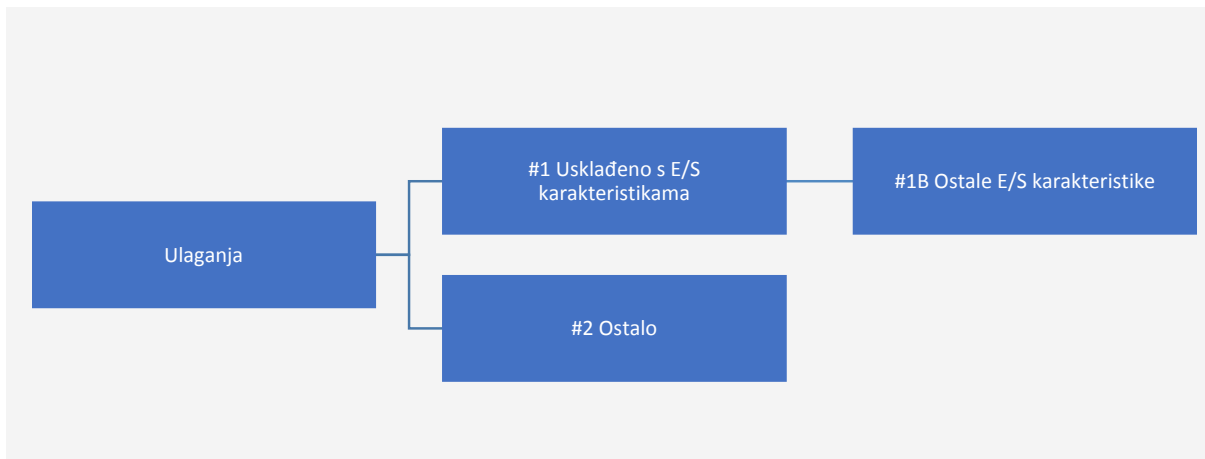 Ulaganja
#1 Usklađeno s E/S
karakteristikama
#1B Ostale E/S karakteristike
#2 Ostalo